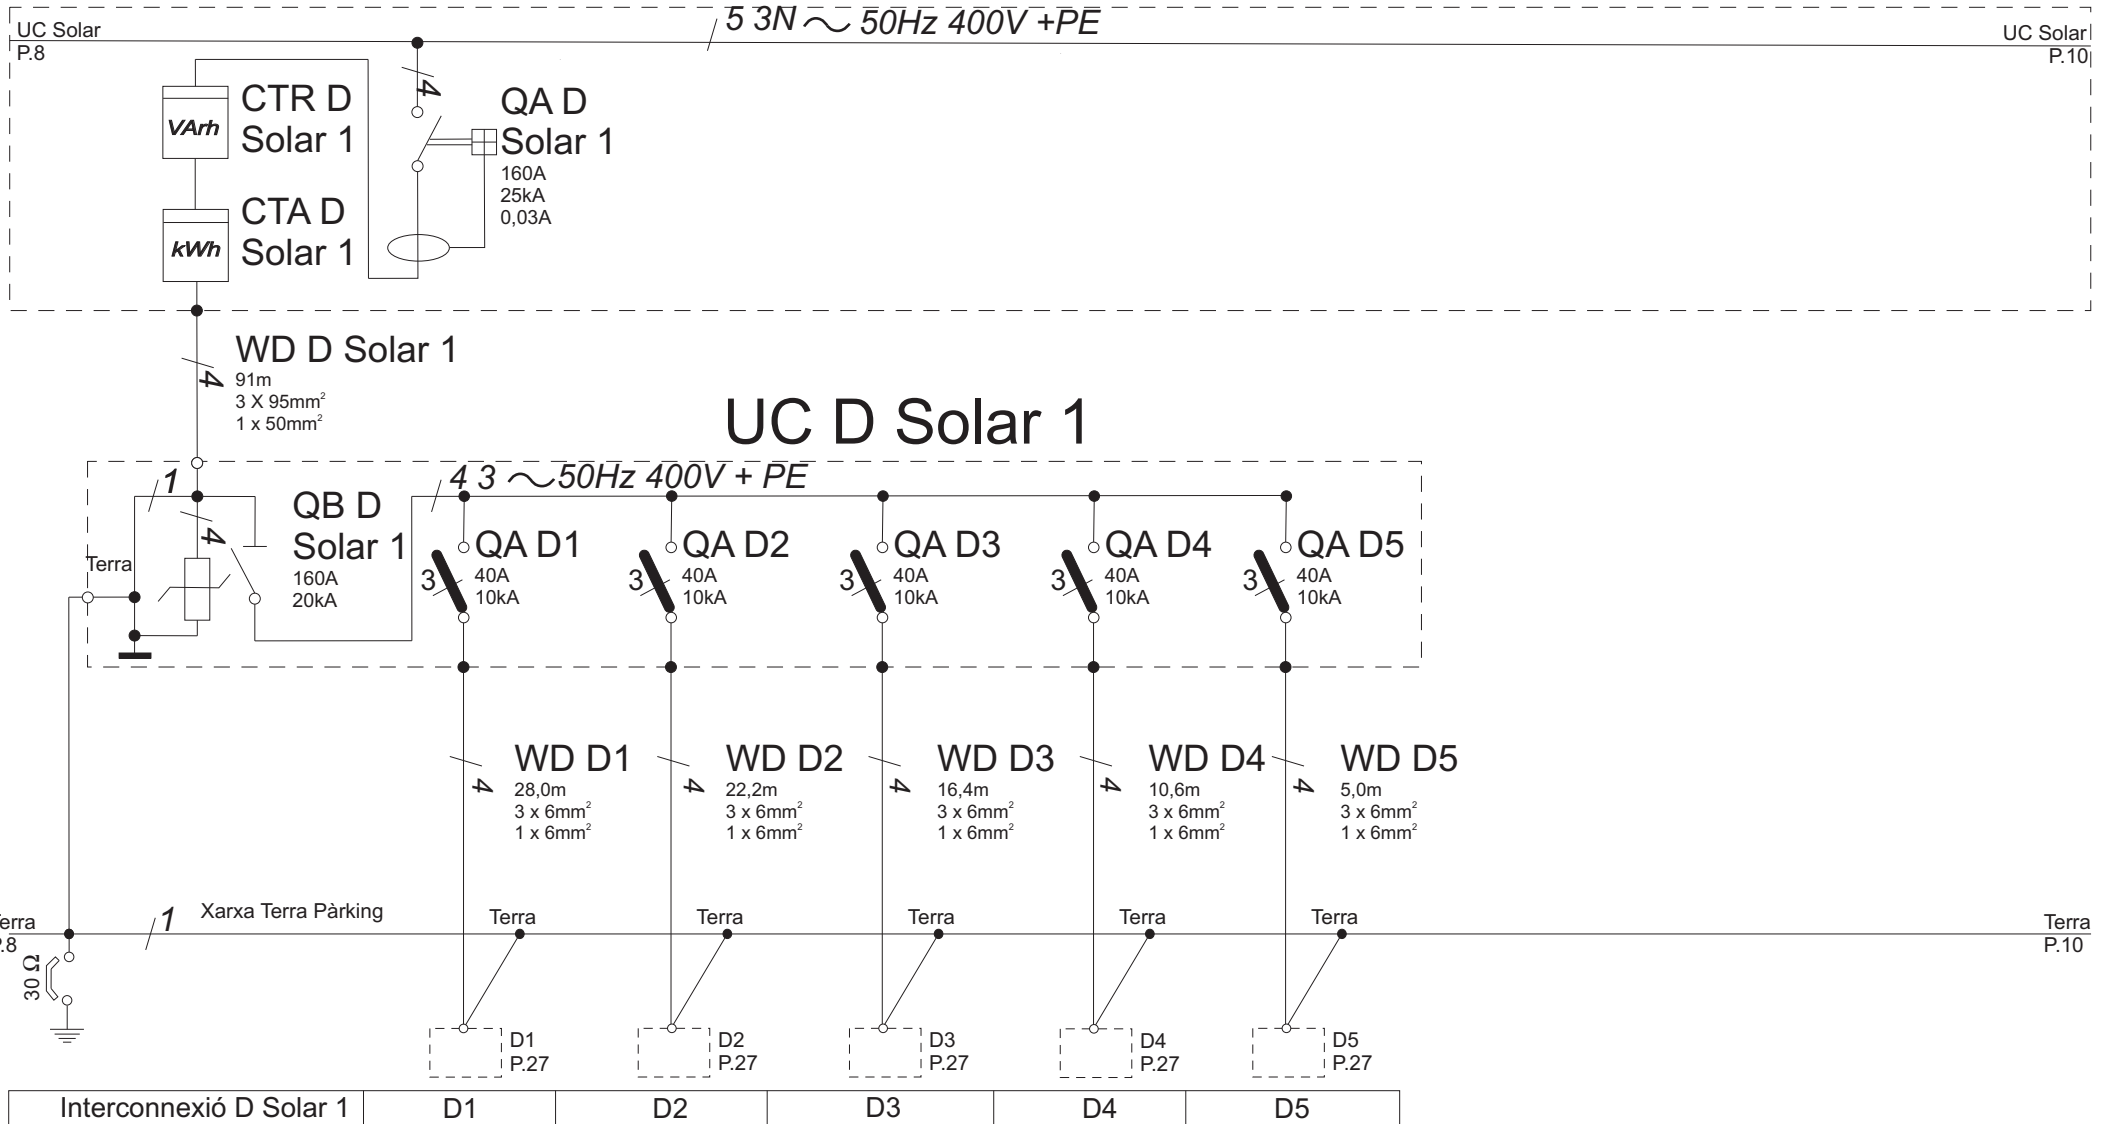 5 3N ～ 50Hz 400V +PE
UC Solar
P.8
UC Solar
P.10
4
CTR D
Solar 1
VArh
QA D
Solar 1
160A
25kA
0,03A
CTA D
Solar 1
kWh
WD D Solar 1
4
91m
3 X 95mm²
1 x 50mm²
UC D Solar 1
1
4 3 ～50Hz 400V + PE
4
QB D
Solar 1
160A
20kA
Terra
QA D1
3
40A
10kA
QA D2
3
40A
10kA
QA D3
3
40A
10kA
QA D4
3
40A
10kA
QA D5
3
40A
10kA
WD D1
4
28,0m
3 x 6mm²
1 x 6mm²
WD D2
4
22,2m
3 x 6mm²
1 x 6mm²
WD D3
4
16,4m
3 x 6mm²
1 x 6mm²
WD D4
4
10,6m
3 x 6mm²
1 x 6mm²
WD D5
4
5,0m
3 x 6mm²
1 x 6mm²
erra
.8
1
Xarxa Terra Pàrking
Terra
Terra
Terra
Terra
Terra
Terra
P.10
30 Ω
D1
P.27
D2
P.27
D3
P.27
D4
P.27
D5
P.27
Interconnexió D Solar 1
D1
D2
D3
D4
D5